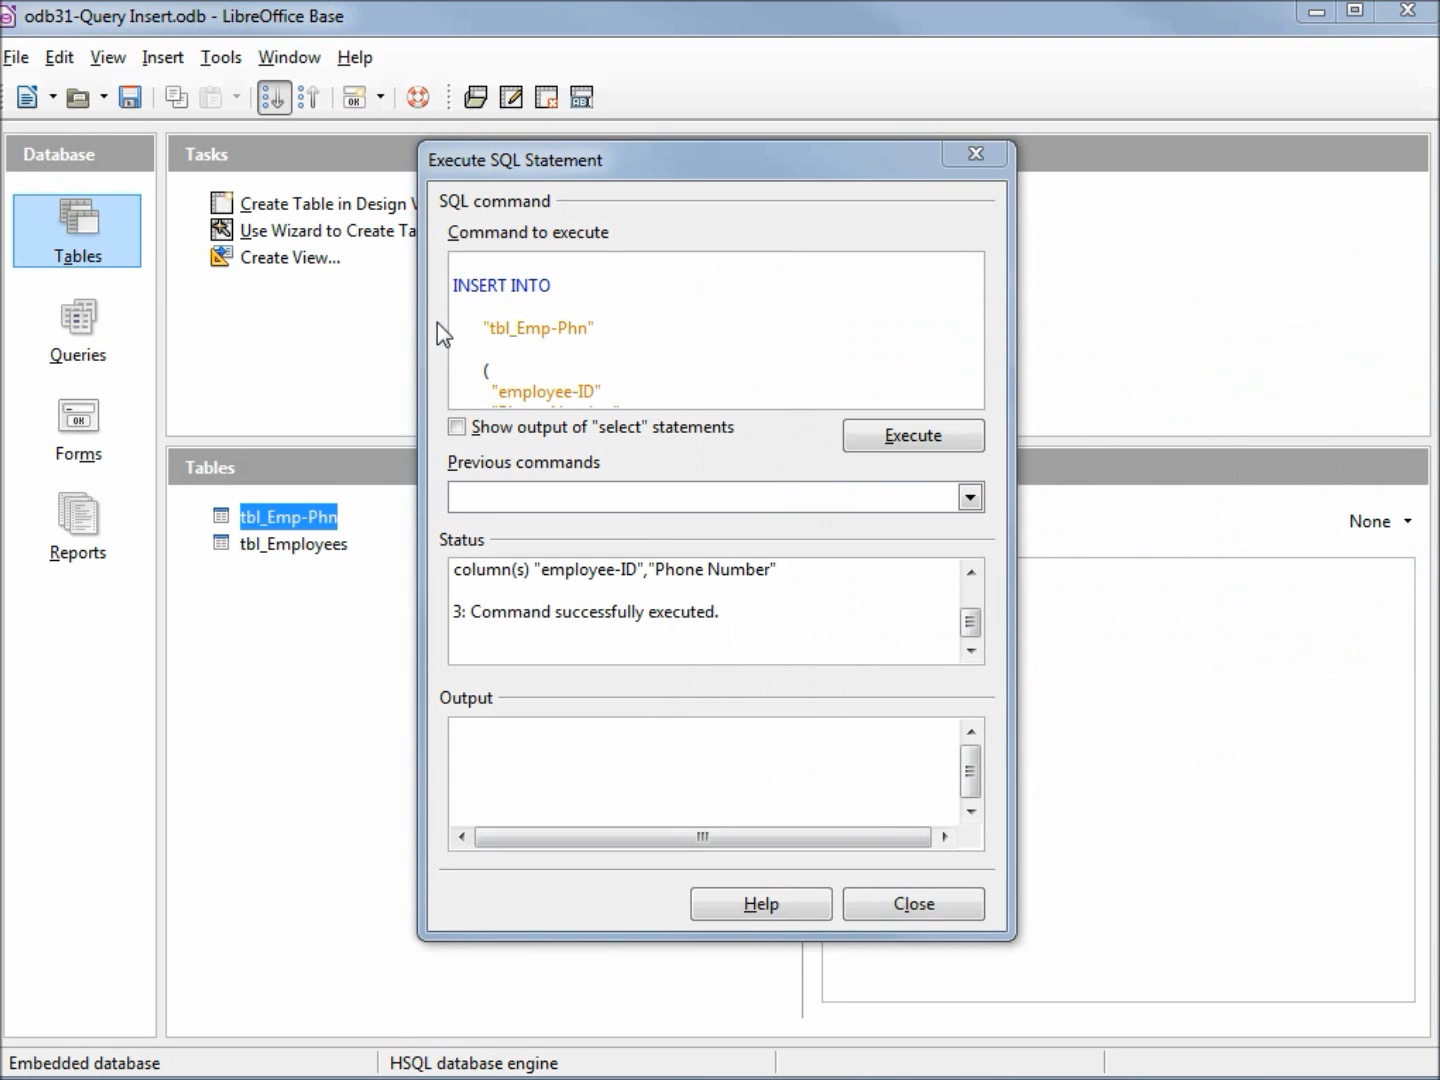 odb31-Query Insert.odb - LibreOffice Base
File Edit View Insert Tools Window Help
Database
Tasks
Tables
Queries
Forms
Reports
Create Table in Design V
Use Wizard to Create Ta
Create View...
Tables
tbl_Emp-Phn
tbl_Employees
None
Execute SQL Statement
SQL command
Command to execute
INSERT INTO
"tbl_Emp-Phn"
(
"employee-ID"
Show output of "select" statements
Execute
Previous commands
Status
column(s) "employee-ID","Phone Number"
3: Command successfully executed.
Output
Help
Close
Embedded database
HSQL database engine